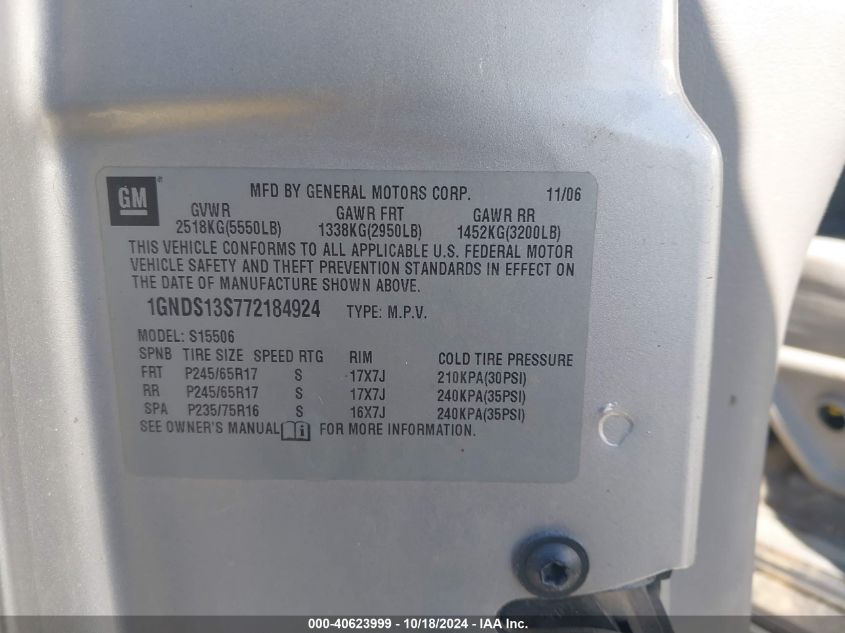 GM
MFD BY GENERAL MOTORS CORP. 11/06
GVWR GAWR FRT GAWR RR
2518KG(5550LB) 1338KG(2950LB) 1452KG(3200LB)
THIS VEHICLE CONFORMS TO ALL APPLICABLE U.S. FEDERAL MOTOR
VEHICLE SAFETY AND THEFT PREVENTION STANDARDS IN EFFECT ON
THE DATE OF MANUFACTURE SHOWN ABOVE.
1GNDS13S772184924 TYPE: M.P.V.
MODEL: S15506
SPNB TIRE SIZE SPEED RTG RIM COLD TIRE PRESSURE
FRT P245/65R17 S 17X7J 210KPA(30PSI)
RR P245/65R17 S 17X7J 240KPA(35PSI)
SPA P235/75R16 S 16X7J 240KPA(35PSI)
SEE OWNER'S MANUAL i FOR MORE INFORMATION.
000-40623999 - 10/18/2024 - IAA Inc.